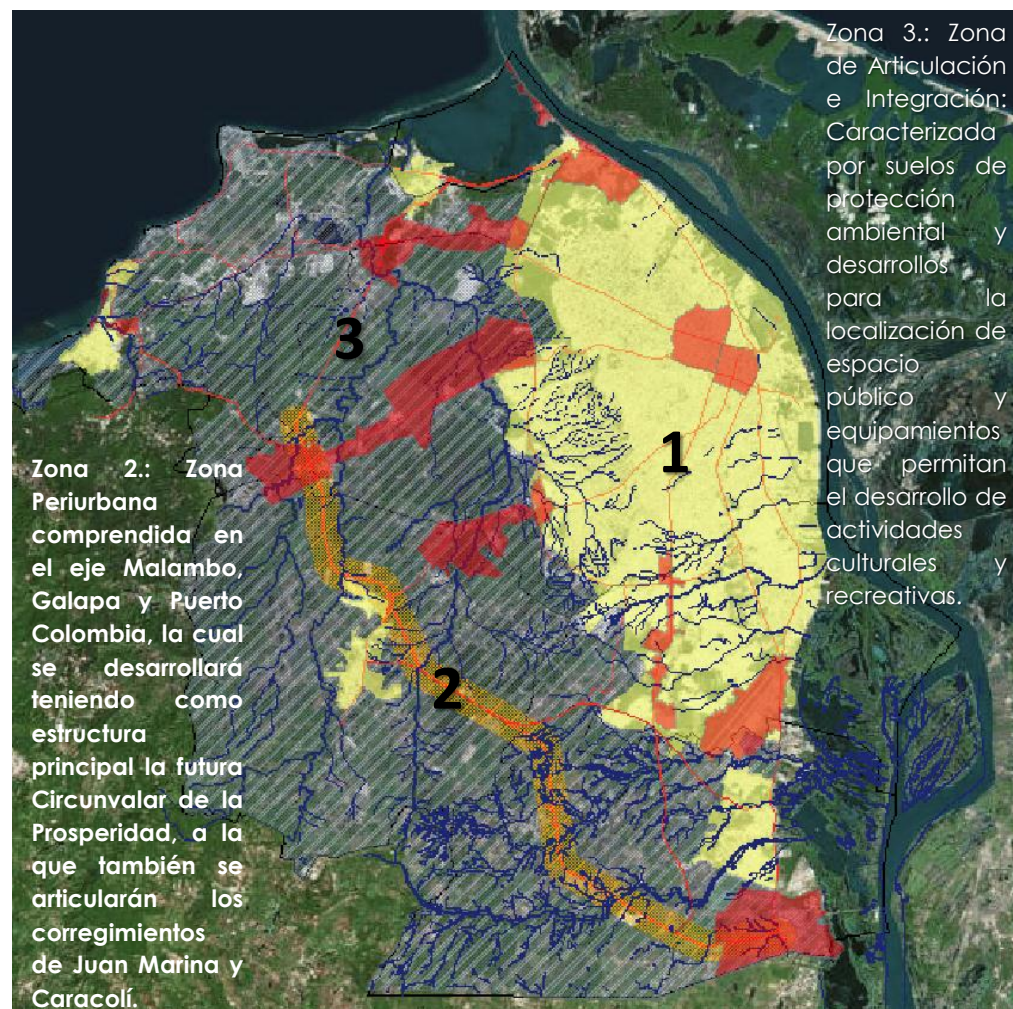 Zona 3.: Zona
de Articulación
e Integración:
Caracterizada
por suelos de
protección
ambiental y
desarrollos
para la
localización de
espacio
público y
equipamientos
que permitan
el desarrollo de
actividades
culturales y
recreativas.
3
1
Zona 2.: Zona
Periurbana
comprendida en
el eje Malambo,
Galapa y Puerto
Colombia, la cual
se desarrollará
teniendo como
estructura
principal la futura
Circunvalar de la
Prosperidad, a la
que también se
articularán los
corregimientos
de Juan Marina y
Caracolí.
2